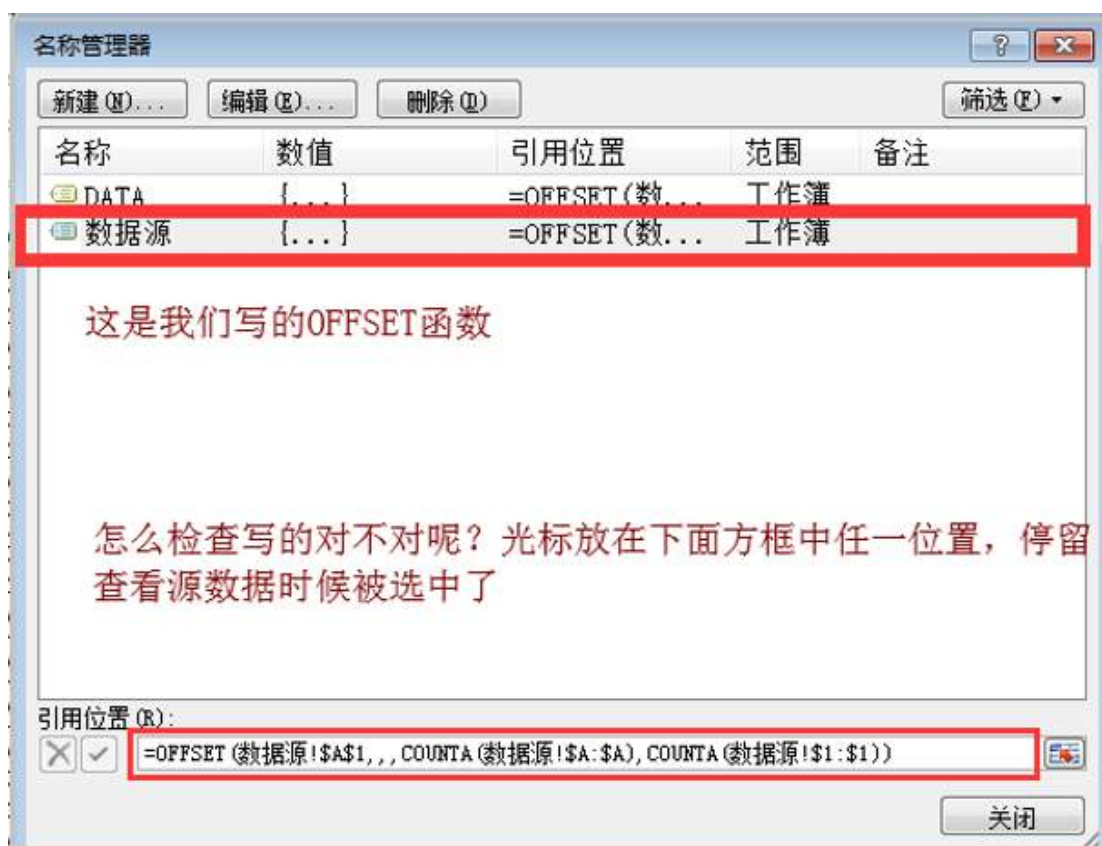 名称管理器
新建(N)... 编辑(E)... 删除(D) 筛选(F)
名称 数值 引用位置 范围 备注
DATA {...} =OFFSET(数... 工作簿
数据源 {...} =OFFSET(数... 工作簿
这是我们写的OFFSET函数
怎么检查写的对不对呢？光标放在下面方框中任一位置，停留
查看源数据时候被选中了
引用位置(R):
=OFFSET(数据源!$A$1,,,COUNTA(数据源!$A:$A),COUNTA(数据源!$1:$1))
关闭